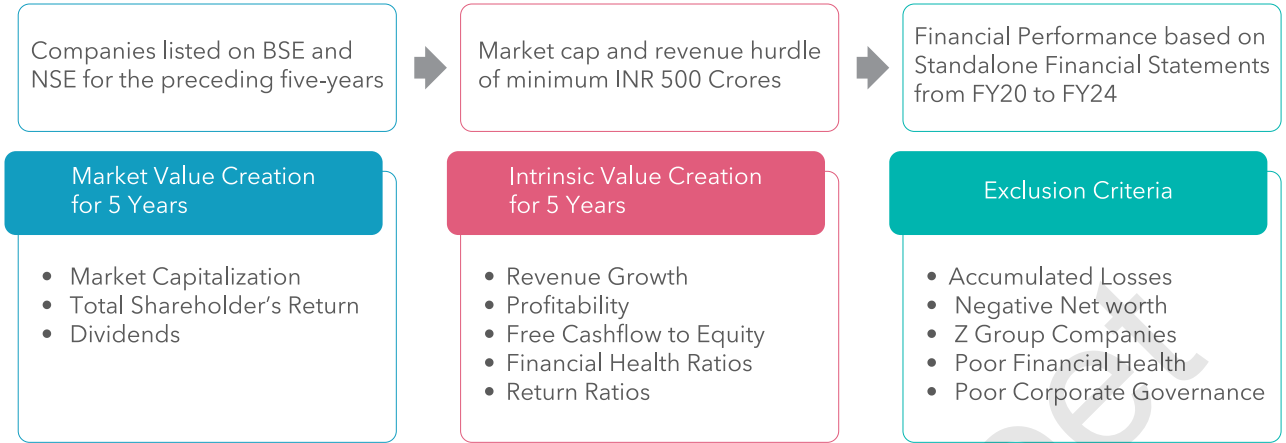 Companies listed on BSE and
NSE for the preceding five-years
Market cap and revenue hurdle
of minimum INR 500 Crores
Financial Performance based on
Standalone Financial Statements
from FY20 to FY24
Market Value Creation
for 5 Years
• Market Capitalization
• Total Shareholder's Return
• Dividends
Intrinsic Value Creation
for 5 Years
• Revenue Growth
• Profitability
• Free Cashflow to Equity
• Financial Health Ratios
• Return Ratios
Exclusion Criteria
• Accumulated Losses
• Negative Net worth
• Z Group Companies
• Poor Financial Health
• Poor Corporate Governance